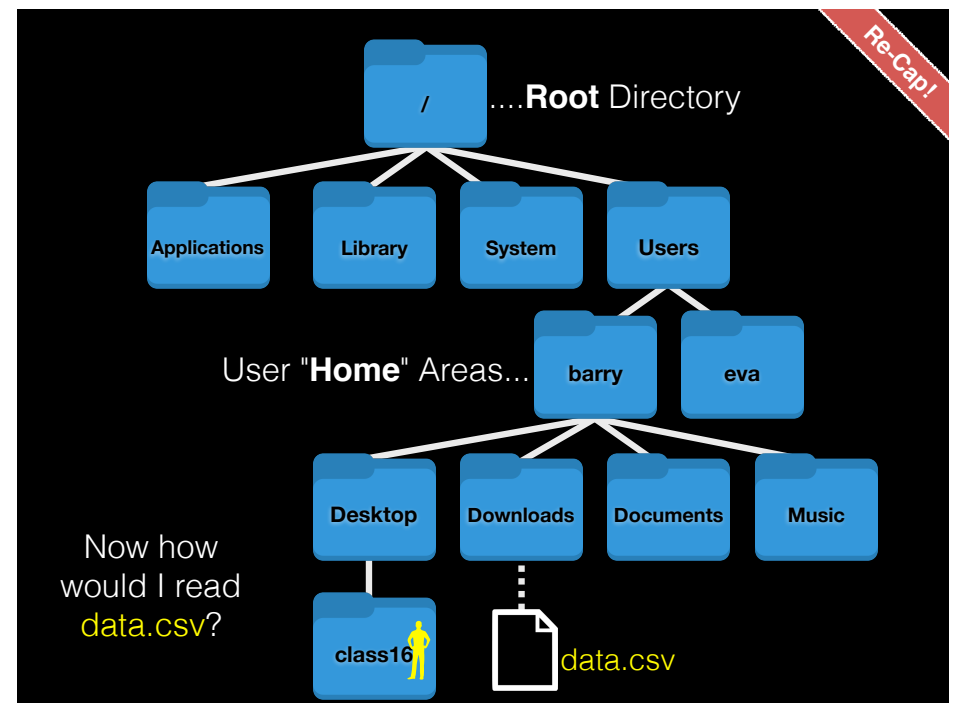 Re-Cap!
/
....Root Directory
Applications
Library
System
Users
User "Home" Areas...
barry
eva
Desktop
Downloads
Documents
Music
Now how
would I read
data.csv?
class16
data.csv